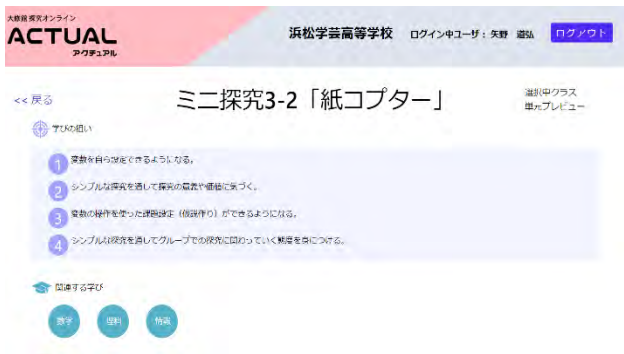 大修館 探究オンライン
ACTUAL
アクチュアル
浜松学芸高等学校 ログイン中ユーザ: 矢野 道弘 ログアウト
<< 戻る
ミニ探究3-2「紙コプター」
選択中クラス
単元プレビュー
学びの狙い
1 変数を自ら設定できるようになる。
2 シンプルな探究を通して探究の意義や価値に気づく。
3 変数の操作を使った課題設定（仮説作り）ができるようになる。
4 シンプルな探究を通してグループでの探究に関わっていく態度を身につける。
関連する学び
数学 理科 情報